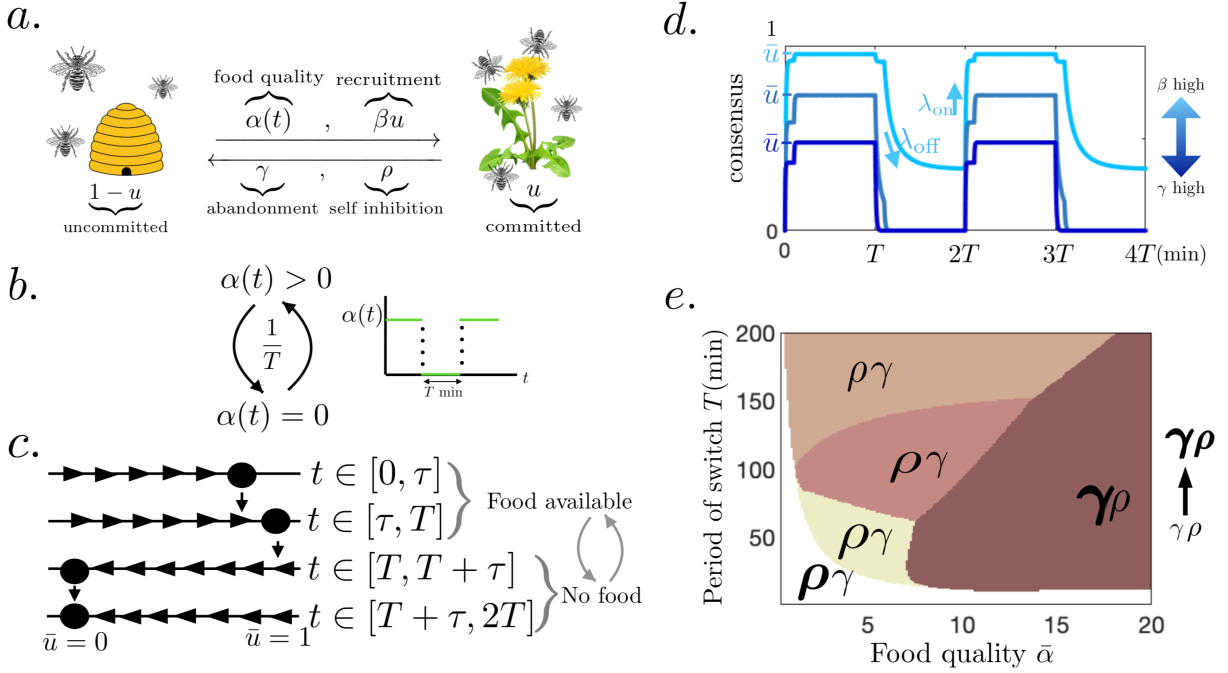 a.
food quality recruitment
α(t) , βu
γ , ρ
abandonment self inhibition
1 − u
uncommitted
u
committed
b.
α(t) > 0
1
T
α(t) = 0
α(t)
T min
t
c.
t ∈ [0, τ]
t ∈ [τ, T]
t ∈ [T, T + τ]
t ∈ [T + τ, 2T]
ū = 0
ū = 1
Food available
No food
d.
consensus
1
ū
ū
ū
0
λon
λoff
0 T 2T 3T 4T (min)
β high
γ high
e.
Period of switch T (min)
200
150
100
50
5 10 15 20
Food quality ᾱ
ργ
ργ
ργ
ργ
γρ
γρ
γρ